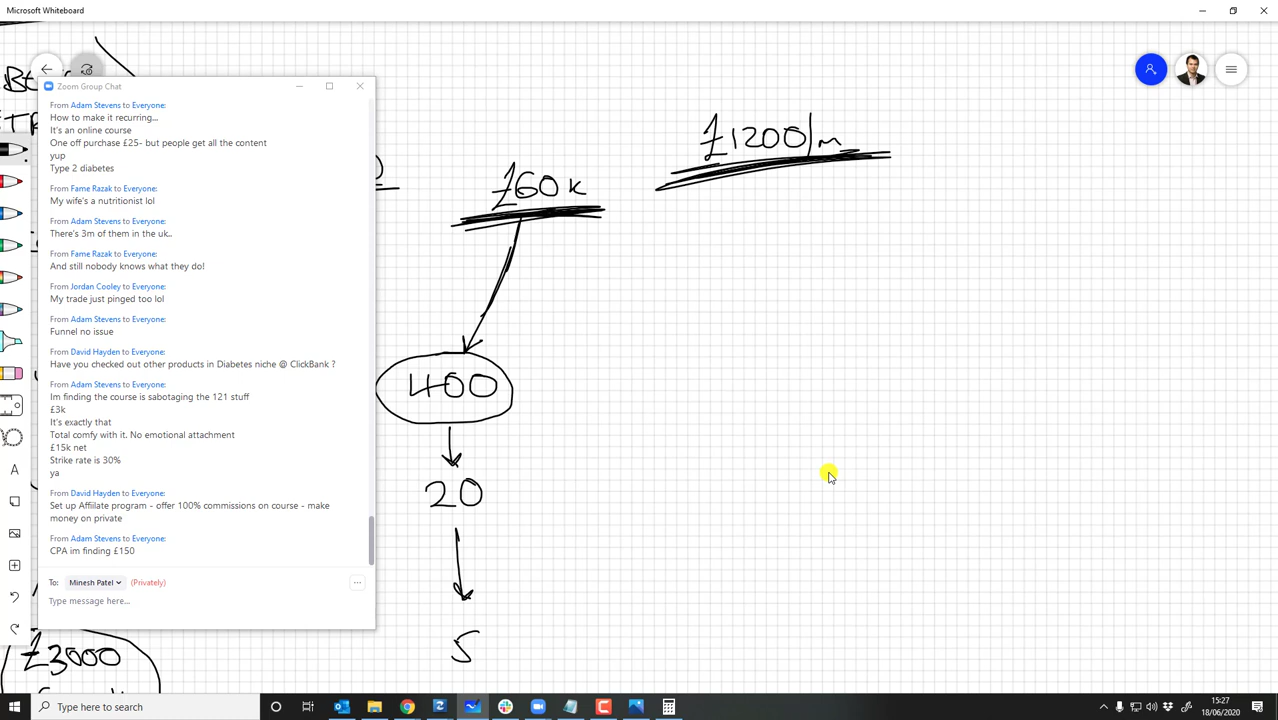 Microsoft Whiteboard
Zoom Group Chat
From Adam Stevens to Everyone:
How to make it recurring...
It's an online course
One off purchase £25- but people get all the content
yup
Type 2 diabetes
From Fame Razak to Everyone:
My wife's a nutritionist lol
From Adam Stevens to Everyone:
There's 3m of them in the uk..
From Fame Razak to Everyone:
And still nobody knows what they do!
From Jordan Cooley to Everyone:
My trade just pinged too lol
From Adam Stevens to Everyone:
Funnel no issue
From David Hayden to Everyone:
Have you checked out other products in Diabetes niche @ ClickBank ?
From Adam Stevens to Everyone:
Im finding the course is sabotaging the 121 stuff
£3k
It's exactly that
Total comfy with it. No emotional attachment
£15k net
Strike rate is 30%
ya
From David Hayden to Everyone:
Set up Affiilate program - offer 100% commissions on course - make
money on private
From Adam Stevens to Everyone:
CPA im finding £150
To: Minesh Patel (Privately)
Type message here...
£1200/m
£60k
400
20
5
£3000
Type here to search
15:27
18/06/2020